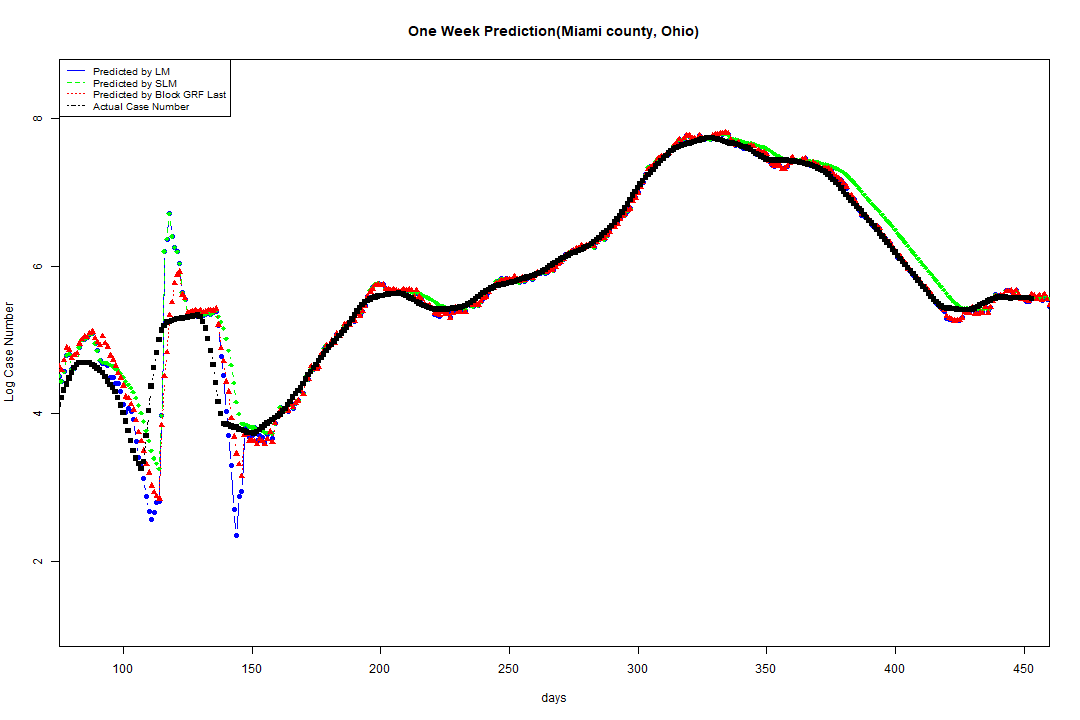 One Week Prediction(Miami county, Ohio)
Predicted by LM
Predicted by SLM
Predicted by Block GRF Last
Actual Case Number
8
6
4
2
Log Case Number
100 150 200 250 300 350 400 450
days